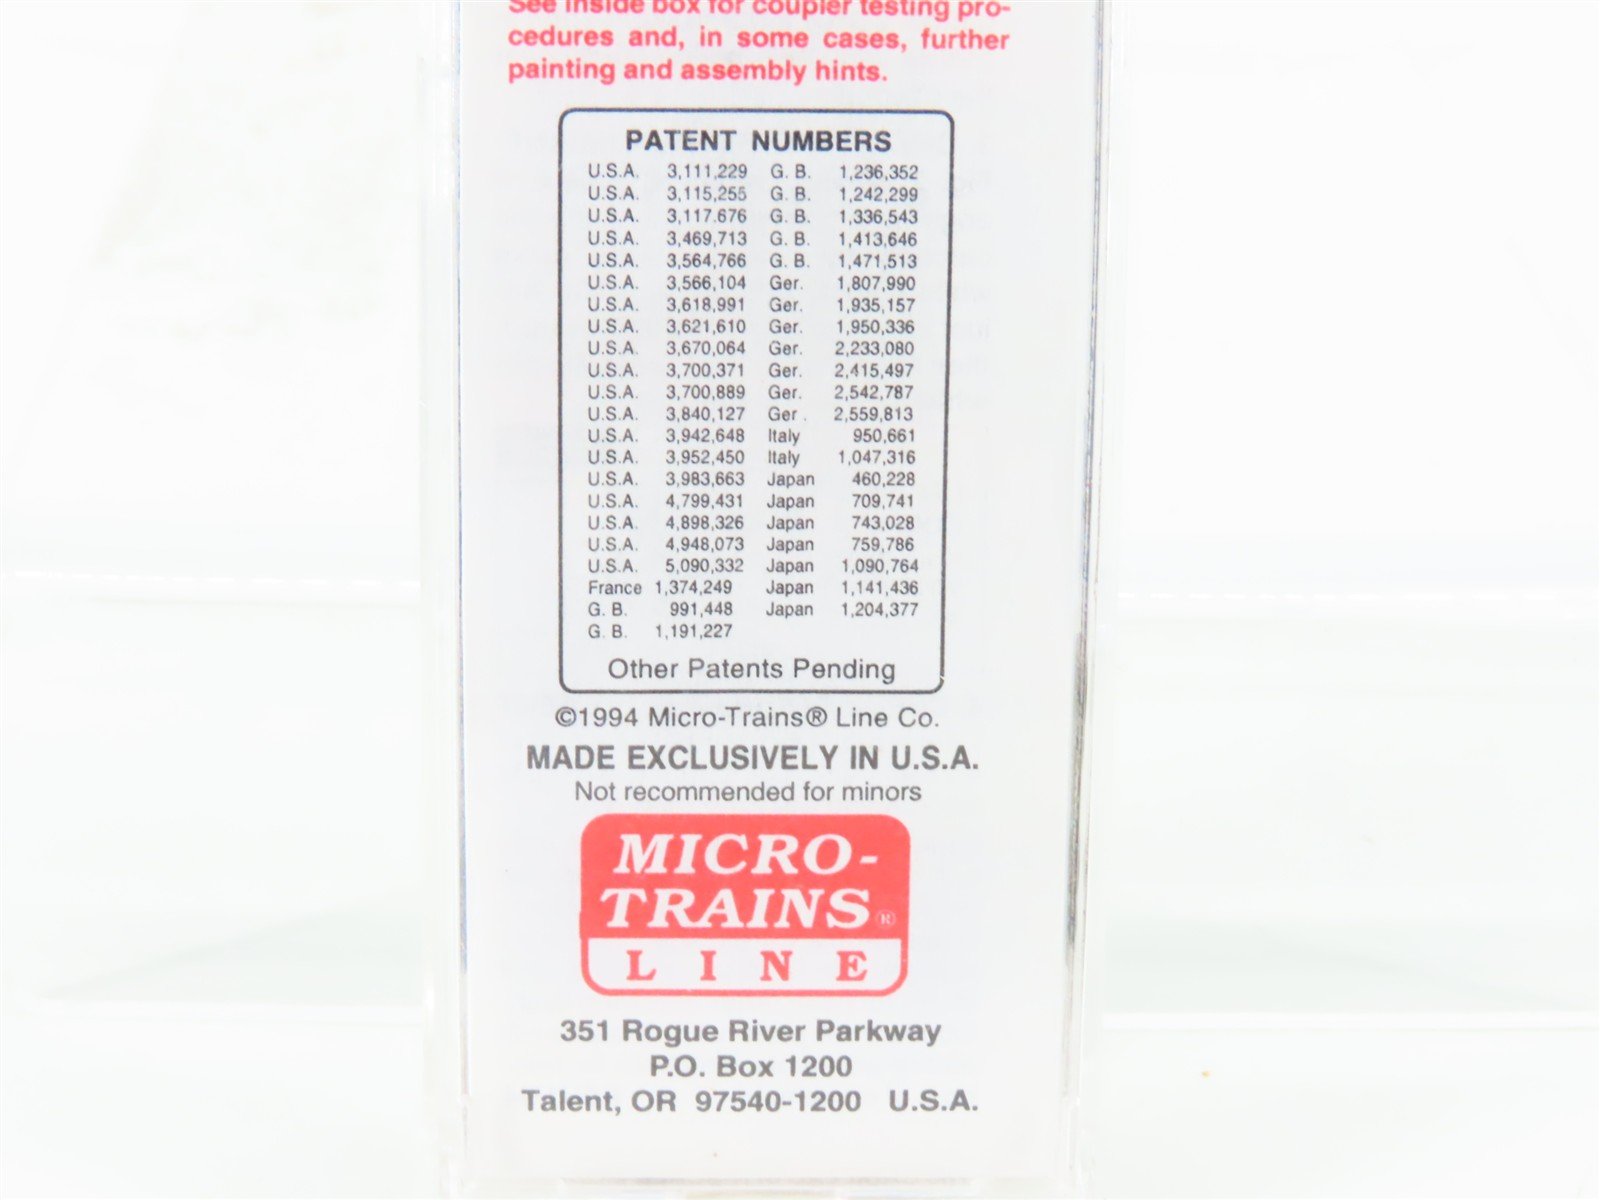 See inside box for coupler testing pro-
cedures and, in some cases, further
painting and assembly hints.
PATENT NUMBERS
U.S.A. 3,111,229 G. B. 1,236,352
U.S.A. 3,115,255 G. B. 1,242,299
U.S.A. 3,117.676 G. B. 1,336,543
U.S.A. 3,469,713 G. B. 1,413,646
U.S.A. 3,564,766 G. B. 1,471,513
U.S.A. 3,566,104 Ger. 1,807,990
U.S.A. 3,618,991 Ger. 1,935,157
U.S.A. 3,621,610 Ger. 1,950,336
U.S.A. 3,670,064 Ger. 2,233,080
U.S.A. 3,700,371 Ger. 2,415,497
U.S.A. 3,700,889 Ger. 2,542,787
U.S.A. 3,840,127 Ger . 2,559,813
U.S.A. 3,942,648 Italy 950,661
U.S.A. 3,952,450 Italy 1,047,316
U.S.A. 3,983,663 Japan 460,228
U.S.A. 4,799,431 Japan 709,741
U.S.A. 4,898,326 Japan 743,028
U.S.A. 4,948,073 Japan 759,786
U.S.A. 5,090,332 Japan 1,090,764
France 1,374,249 Japan 1,141,436
G. B. 991,448 Japan 1,204,377
G. B. 1,191,227
Other Patents Pending
©1994 Micro-Trains® Line Co.
MADE EXCLUSIVELY IN U.S.A.
Not recommended for minors
MICRO-
TRAINS®
LINE
351 Rogue River Parkway
P.O. Box 1200
Talent, OR 97540-1200 U.S.A.